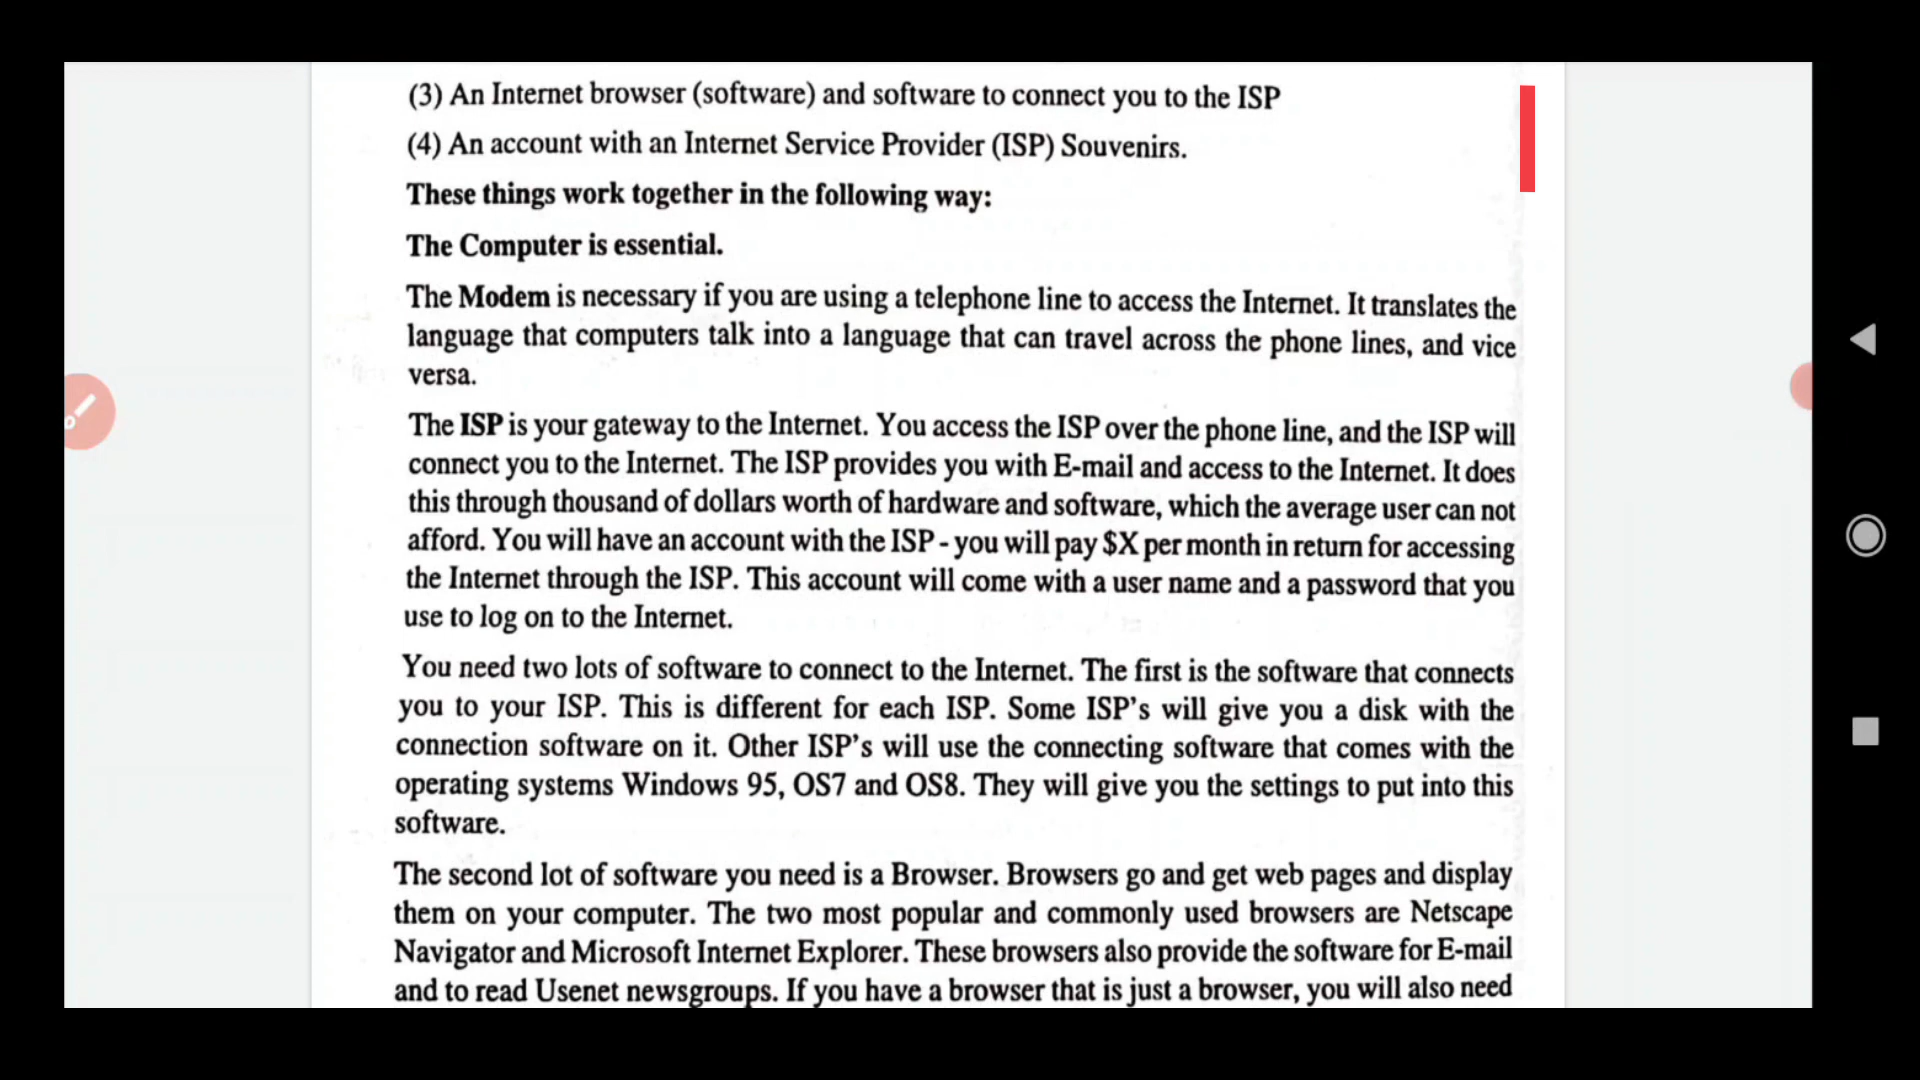 (3) An Internet browser (software) and software to connect you to the ISP
(4) An account with an Internet Service Provider (ISP) Souvenirs.
These things work together in the following way:
The Computer is essential.
The Modem is necessary if you are using a telephone line to access the Internet. It translates the
language that computers talk into a language that can travel across the phone lines, and vice
versa.
The ISP is your gateway to the Internet. You access the ISP over the phone line, and the ISP will
connect you to the Internet. The ISP provides you with E-mail and access to the Internet. It does
this through thousand of dollars worth of hardware and software, which the average user can not
afford. You will have an account with the ISP - you will pay $X per month in return for accessing
the Internet through the ISP. This account will come with a user name and a password that you
use to log on to the Internet.
You need two lots of software to connect to the Internet. The first is the software that connects
you to your ISP. This is different for each ISP. Some ISP's will give you a disk with the
connection software on it. Other ISP's will use the connecting software that comes with the
operating systems Windows 95, OS7 and OS8. They will give you the settings to put into this
software.
The second lot of software you need is a Browser. Browsers go and get web pages and display
them on your computer. The two most popular and commonly used browsers are Netscape
Navigator and Microsoft Internet Explorer. These browsers also provide the software for E-mail
and to read Usenet newsgroups. If you have a browser that is just a browser, you will also need